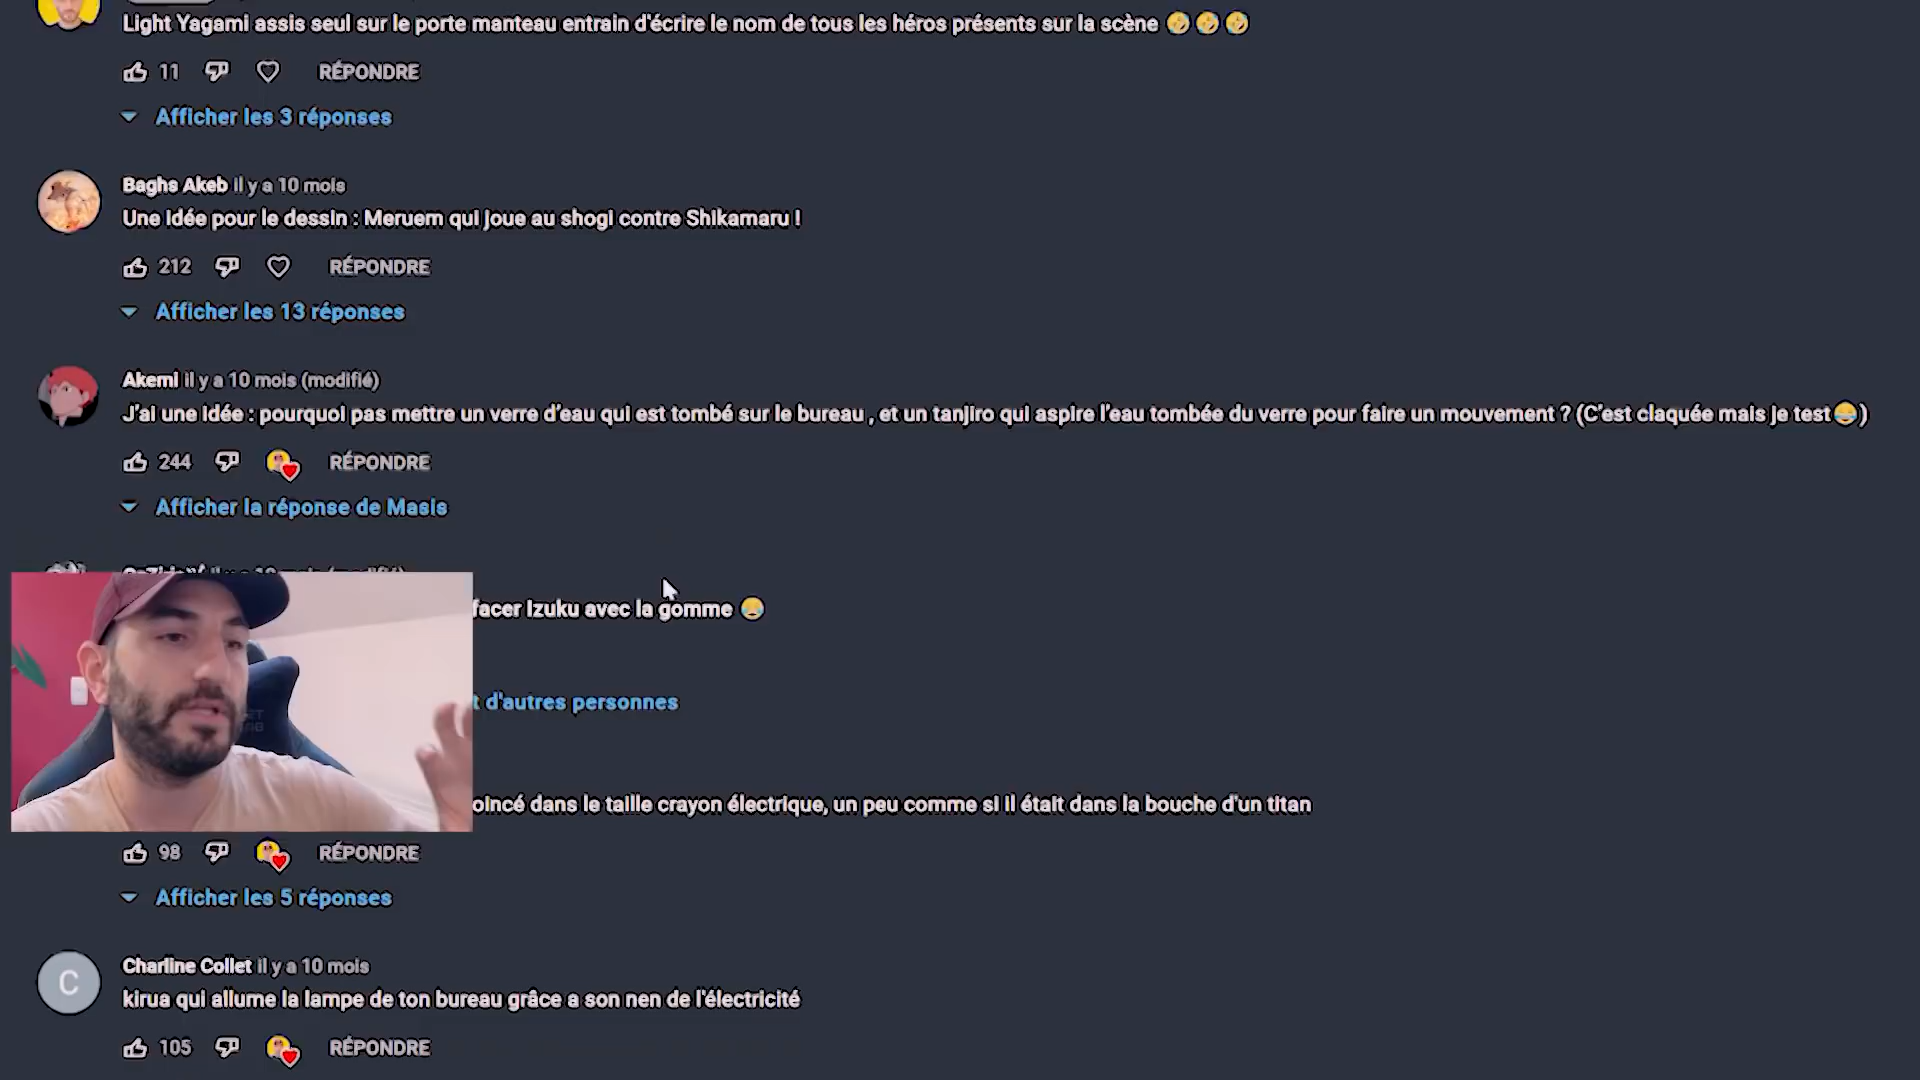 Light Yagami assis seul sur le porte manteau entrain d'écrire le nom de tous les héros présents sur la scène 🤣🤣🤣
11 RÉPONDRE
Afficher les 3 réponses
Baghs Akeb il y a 10 mois
Une idée pour le dessin : Meruem qui joue au shogi contre Shikamaru !
212 RÉPONDRE
Afficher les 13 réponses
Akemi il y a 10 mois (modifié)
J'ai une idée : pourquoi pas mettre un verre d'eau qui est tombé sur le bureau , et un tanjiro qui aspire l'eau tombée du verre pour faire un mouvement ? (C'est claquée mais je test😂)
244 RÉPONDRE
Afficher la réponse de Masis
il y a 10 mois (modifié)
facer Izuku avec la gomme 😂
t d'autres personnes
oincé dans le taille crayon électrique, un peu comme si il était dans la bouche d'un titan
98 RÉPONDRE
Afficher les 5 réponses
C
Charline Collet il y a 10 mois
kirua qui allume la lampe de ton bureau grâce a son nen de l'électricité
105 RÉPONDRE